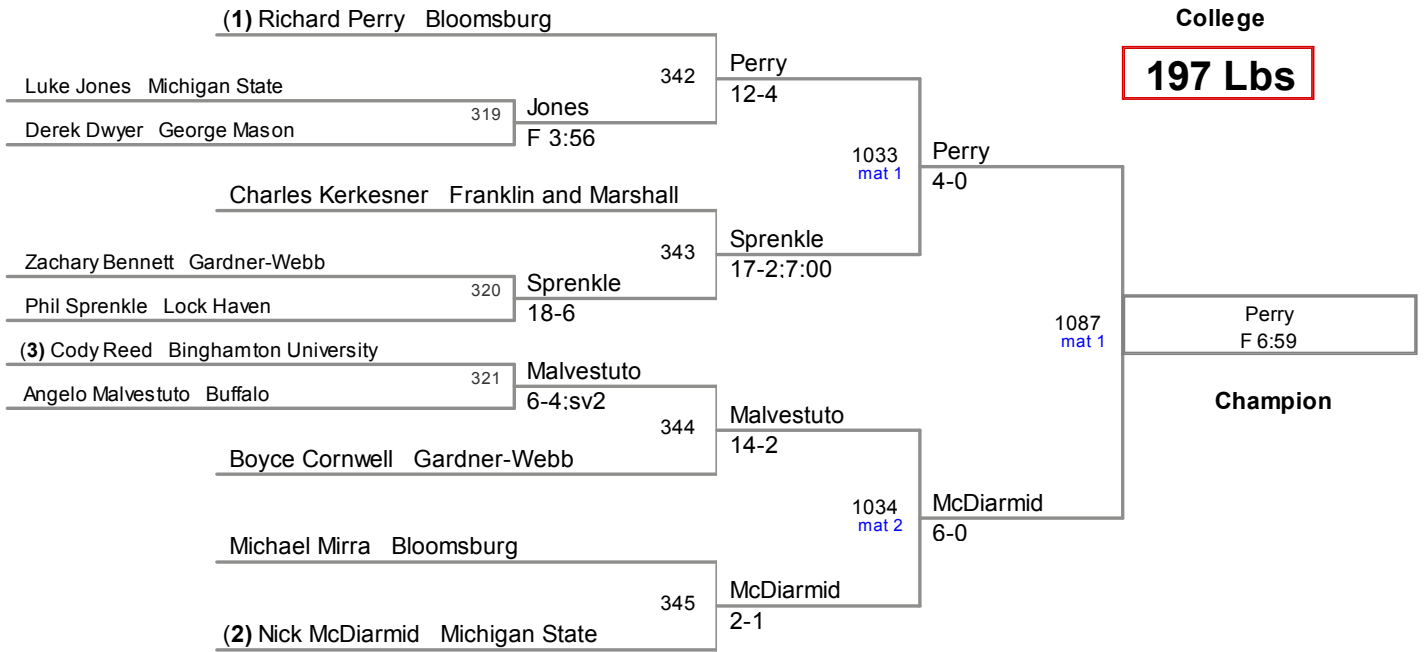 (1) Richard Perry Bloomsburg
College
197 Lbs
342
Perry
12-4
Luke Jones Michigan State
319
Jones
F 3:56
Derek Dwyer George Mason
1033
mat 1
Perry
4-0
Charles Kerkesner Franklin and Marshall
343
Sprenkle
17-2;7:00
Zachary Bennett Gardner-Webb
320
Sprenkle
18-6
Phil Sprenkle Lock Haven
1087
mat 1
Perry
F 6:59
Champion
(3) Cody Reed Binghamton University
321
Malvestuto
6-4;sv2
Angelo Malvestuto Buffalo
344
Malvestuto
14-2
Boyce Cornwell Gardner-Webb
1034
mat 2
McDiarmid
6-0
Michael Mirra Bloomsburg
345
McDiarmid
2-1
(2) Nick McDiarmid Michigan State